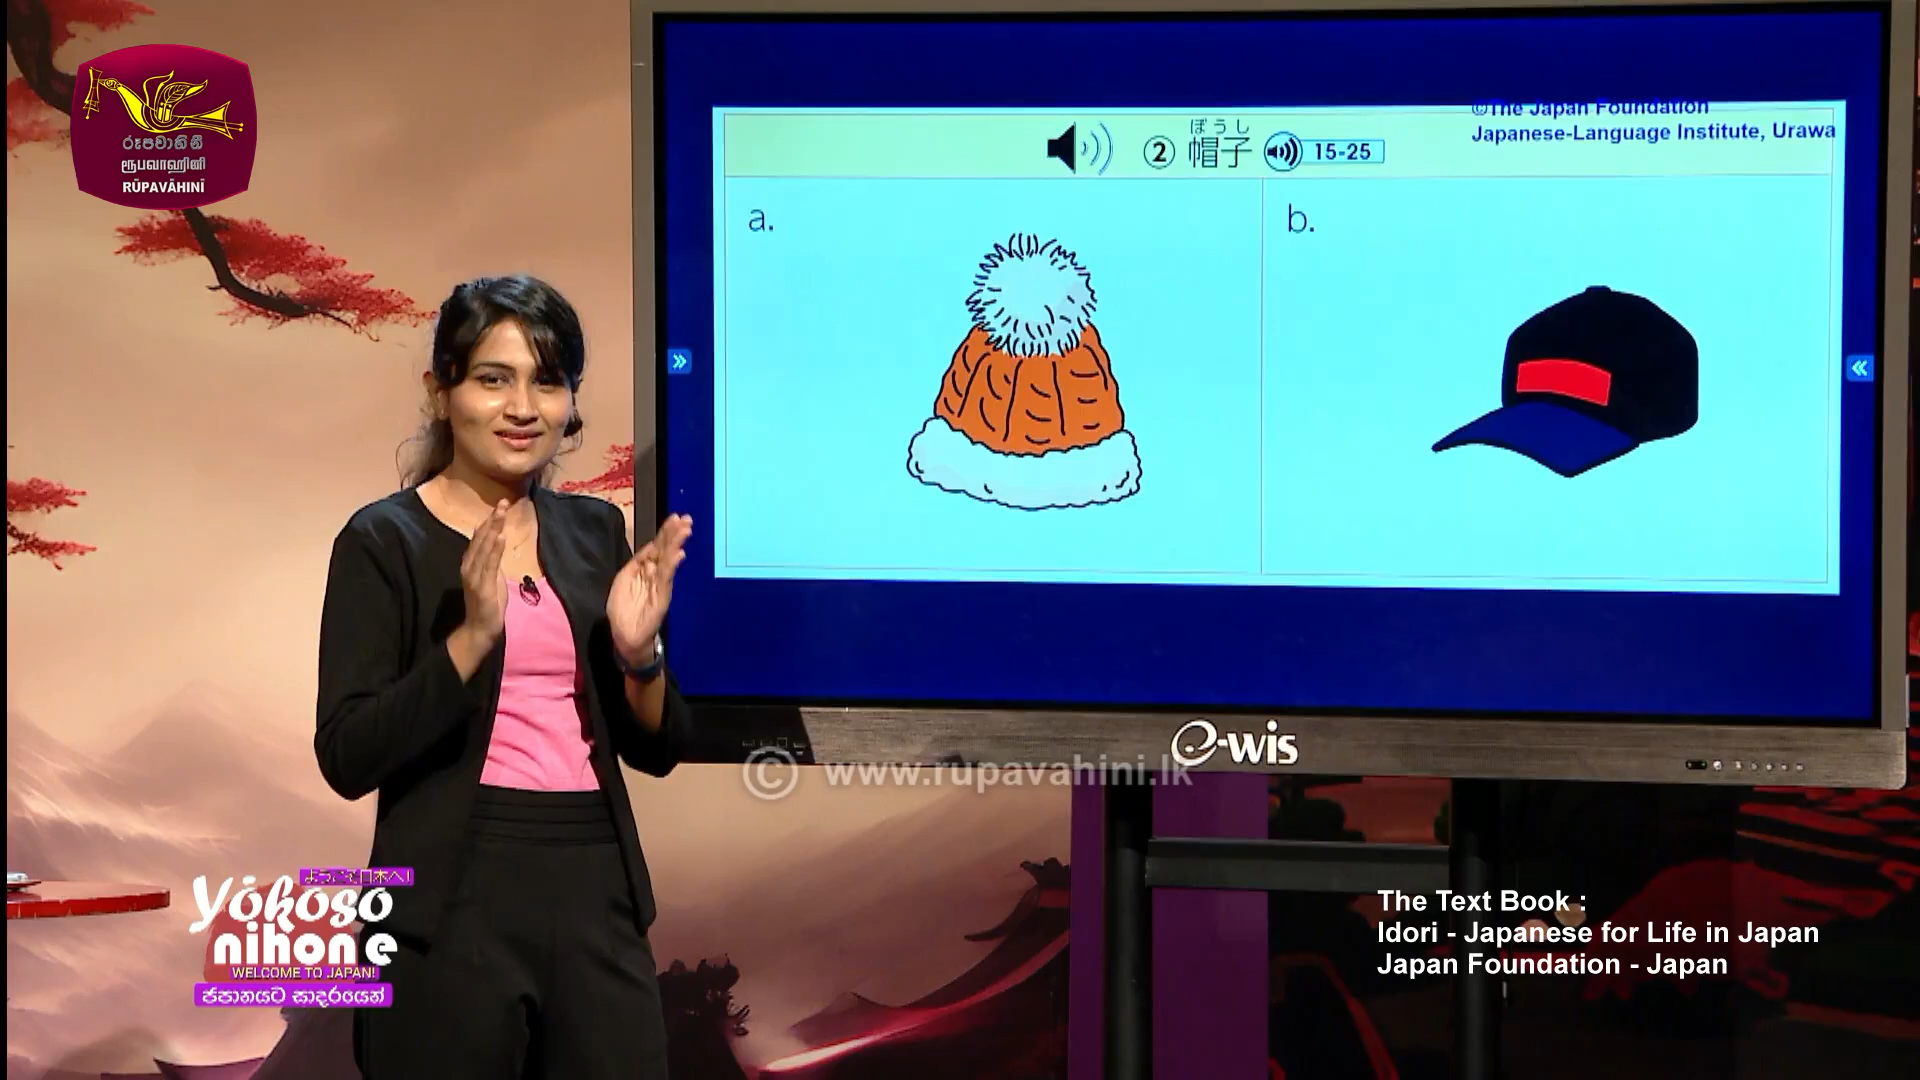 රූපවාහිනී
ரூபவாஹினி
RŪPAVĀHINĪ
©The Japan Foundation
Japanese-Language Institute, Urawa
ぼうし
② 帽子 15-25
a.
b.
e-wis
© www.rupavahini.lk
ようこそ日本へ!
yokoso
nihon e
WELCOME TO JAPAN!
ජපානයට සාදරයෙන්
The Text Book :
Idori - Japanese for Life in Japan
Japan Foundation - Japan